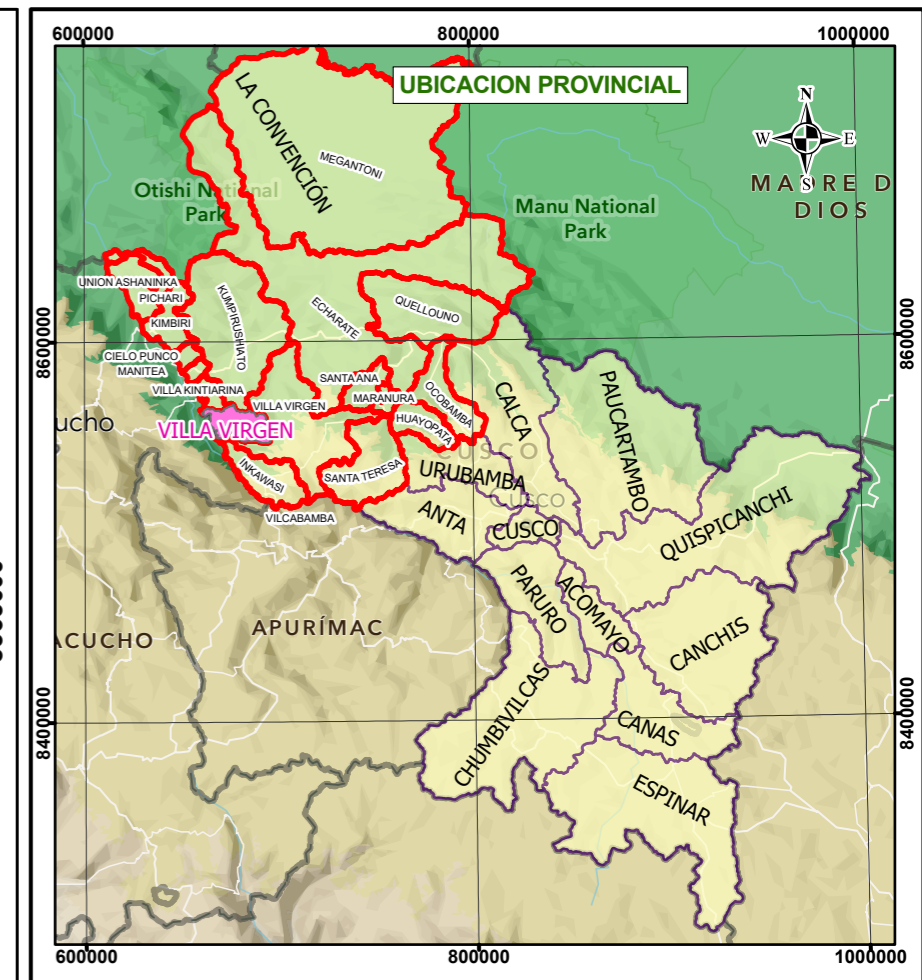 600000
800000
1000000
UBICACION PROVINCIAL
LA CONVENCIÓN
MEGANTONI
N
W
E
S
MADRE D
DIOS
Otishi National
Park
Manu National
Park
UNION ASHANINKA
PICHARI
KIMBIRI
KUMPIRUSHIATO
ECHARATE
QUELLOUNO
8600000
8600000
CIELO PUNCO
MANITEA
VILLA KINTIARINA
SANTA ANA
MARANURA
OCOBAMBA
VILLA VIRGEN
HUAYOPATA
CALCA
PAUCARTAMBO
ucho
VILLA VIRGEN
CUSCO
INKAWASI
SANTA TERESA
URUBAMBA
Cusco
VILCABAMBA
ANTA
CUSCO
QUISPICANCHI
PARURO
ACOMAYO
CANCHIS
ACUCHO
APURÍMAC
8400000
8400000
CHUMBIVILCAS
CANAS
ESPINAR
600000
800000
1000000